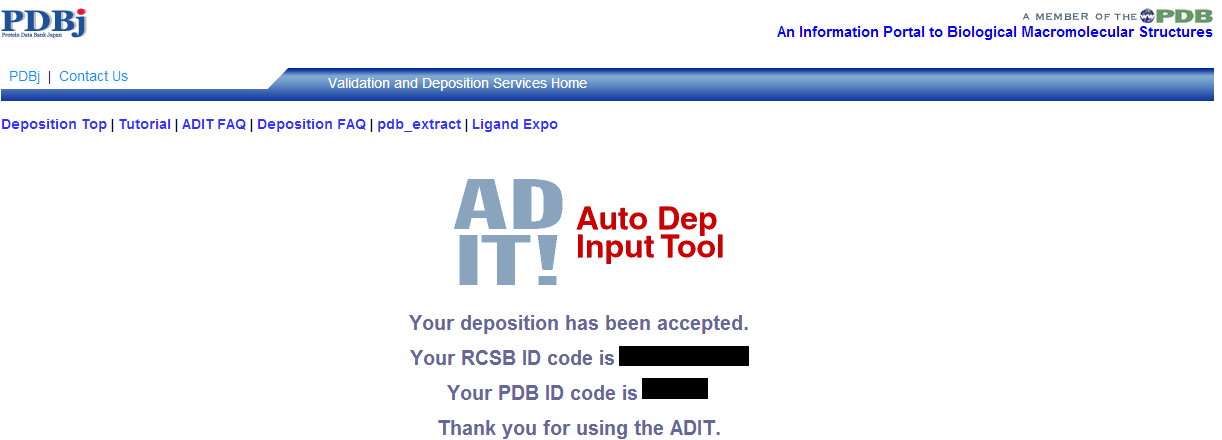 PDBj
Protein Data Bank Japan
A MEMBER OF THE PDB
An Information Portal to Biological Macromolecular Structures
PDBj | Contact Us
Validation and Deposition Services Home
Deposition Top | Tutorial | ADIT FAQ | Deposition FAQ | pdb_extract | Ligand Expo
AD
IT!
Auto Dep
Input Tool
Your deposition has been accepted.
Your RCSB ID code is
Your PDB ID code is
Thank you for using the ADIT.